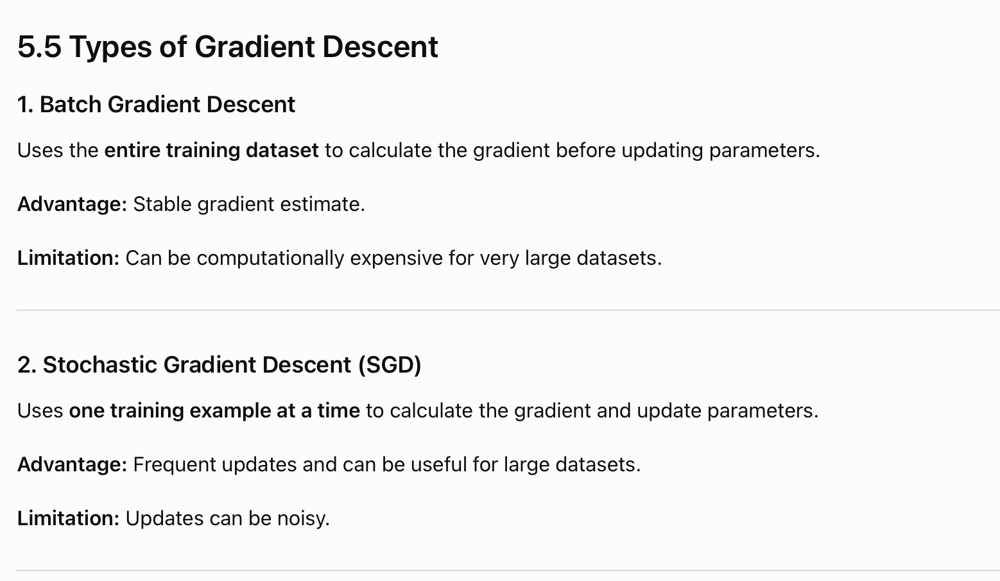 5.5 Types of Gradient Descent
1. Batch Gradient Descent
Uses the entire training dataset to calculate the gradient before updating parameters.
Advantage: Stable gradient estimate.
Limitation: Can be computationally expensive for very large datasets.
2. Stochastic Gradient Descent (SGD)
Uses one training example at a time to calculate the gradient and update parameters.
Advantage: Frequent updates and can be useful for large datasets.
Limitation: Updates can be noisy.